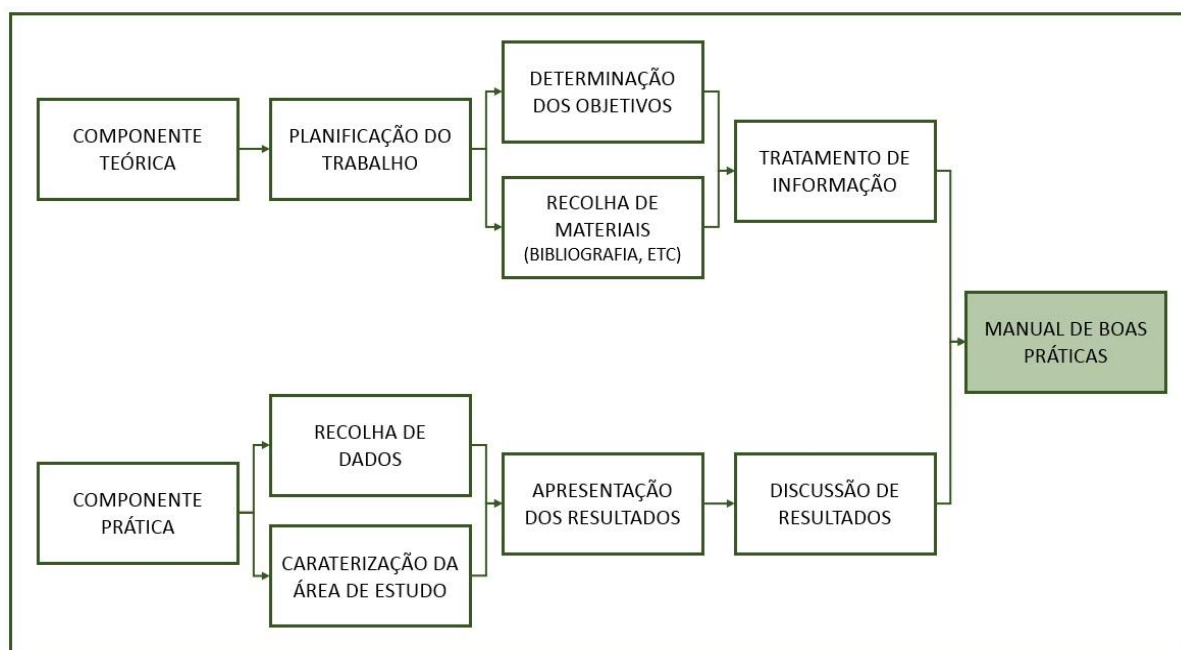 COMPONENTE
TEÓRICA
PLANIFICAÇÃO DO
TRABALHO
DETERMINAÇÃO
DOS OBJETIVOS
RECOLHA DE
MATERIAIS
(BIBLIOGRAFIA, ETC)
TRATAMENTO DE
INFORMAÇÃO
MANUAL DE BOAS
PRÁTICAS
COMPONENTE
PRÁTICA
RECOLHA DE
DADOS
CARATERIZAÇÃO DA
ÁREA DE ESTUDO
APRESENTAÇÃO
DOS RESULTADOS
DISCUSSÃO DE
RESULTADOS